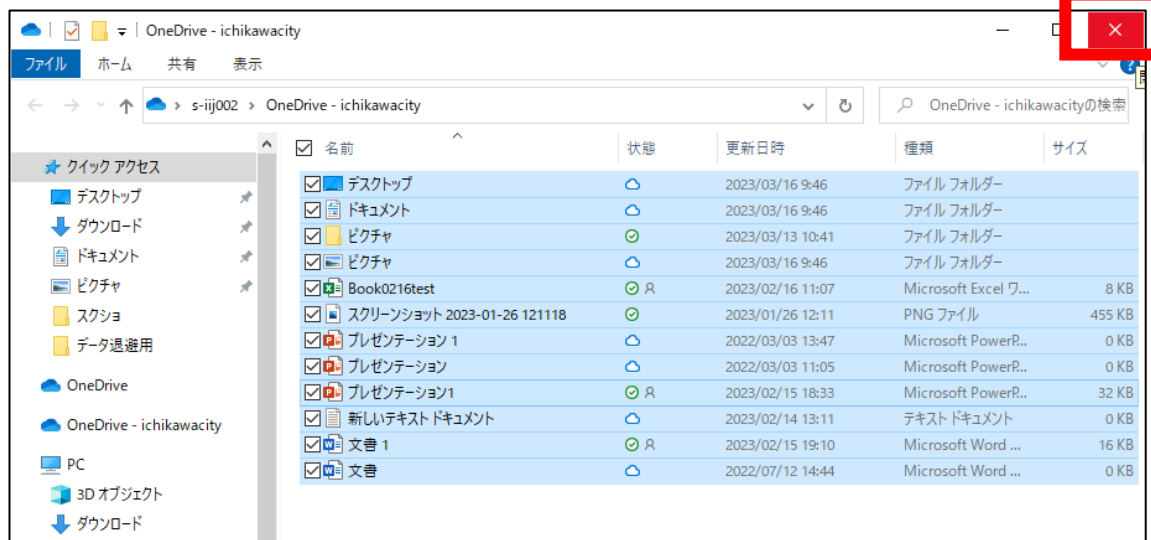 OneDrive - ichikawacity
ファイル ホーム 共有 表示
s-iij002 › OneDrive - ichikawacity OneDrive - ichikawacityの検索
名前 状態 更新日時 種類 サイズ
クイック アクセス
デスクトップ
ダウンロード
ドキュメント
ピクチャ
スクショ
データ退避用
OneDrive
OneDrive - ichikawacity
PC
3D オブジェクト
ダウンロード
デスクトップ 2023/03/16 9:46 ファイル フォルダー
ドキュメント 2023/03/16 9:46 ファイル フォルダー
ピクチャ 2023/03/13 10:41 ファイル フォルダー
ピクチャ 2023/03/16 9:46 ファイル フォルダー
Book0216test 2023/02/16 11:07 Microsoft Excel ワ... 8 KB
スクリーンショット 2023-01-26 121118 2023/01/26 12:11 PNG ファイル 455 KB
プレゼンテーション 1 2022/03/03 13:47 Microsoft PowerP... 0 KB
プレゼンテーション 2022/03/03 11:05 Microsoft PowerP... 0 KB
プレゼンテーション1 2023/02/15 18:33 Microsoft PowerP... 32 KB
新しいテキスト ドキュメント 2023/02/14 13:11 テキスト ドキュメント 0 KB
文書 1 2023/02/15 19:10 Microsoft Word ... 16 KB
文書 2022/07/12 14:44 Microsoft Word ... 0 KB